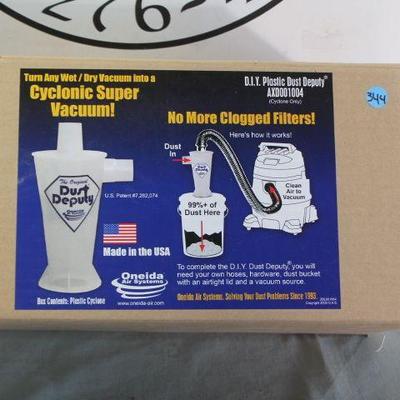 Turn Any Wet / Dry Vacuum into a
Cyclonic Super
Vacuum!
The Original
Dust
Deputy
U.S. Patent #7,282,074
Made in the USA
Oneida
Air Systems
www.oneida-air.com
Box Contents: Plastic Cyclone
D.I.Y. Plastic Dust Deputy®
AXD001004
(Cyclone Only)
344
No More Clogged Filters!
Here's how it works!
Dust
In
Dust
Deputy
99%+ of
Dust Here
Clean
Air to
Vacuum
To complete the D.I.Y. Dust Deputy, you will
need your own hoses, hardware, dust bucket
with an airtight lid and a vacuum source.
Oneida Air Systems. Solving Your Dust Problems Since 1993.